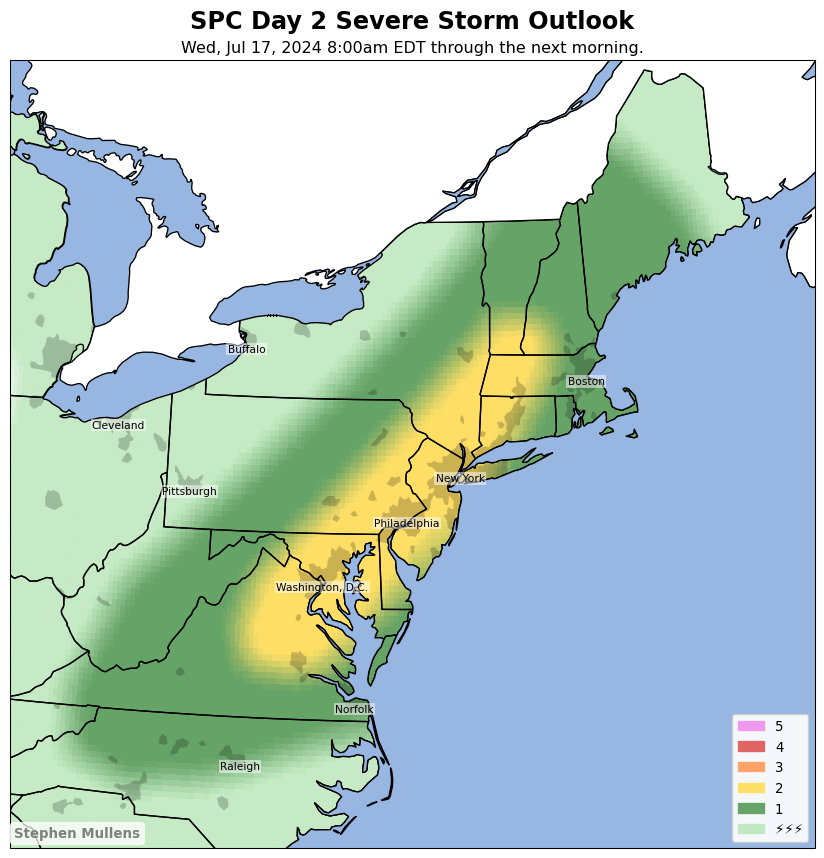 SPC Day 2 Severe Storm Outlook
Wed, Jul 17, 2024 8:00am EDT through the next morning.
Buffalo
Boston
Cleveland
Pittsburgh
New York
Philadelphia
Washington, D.C.
Norfolk
Raleigh
5
4
3
2
1
⚡⚡⚡
Stephen Mullens